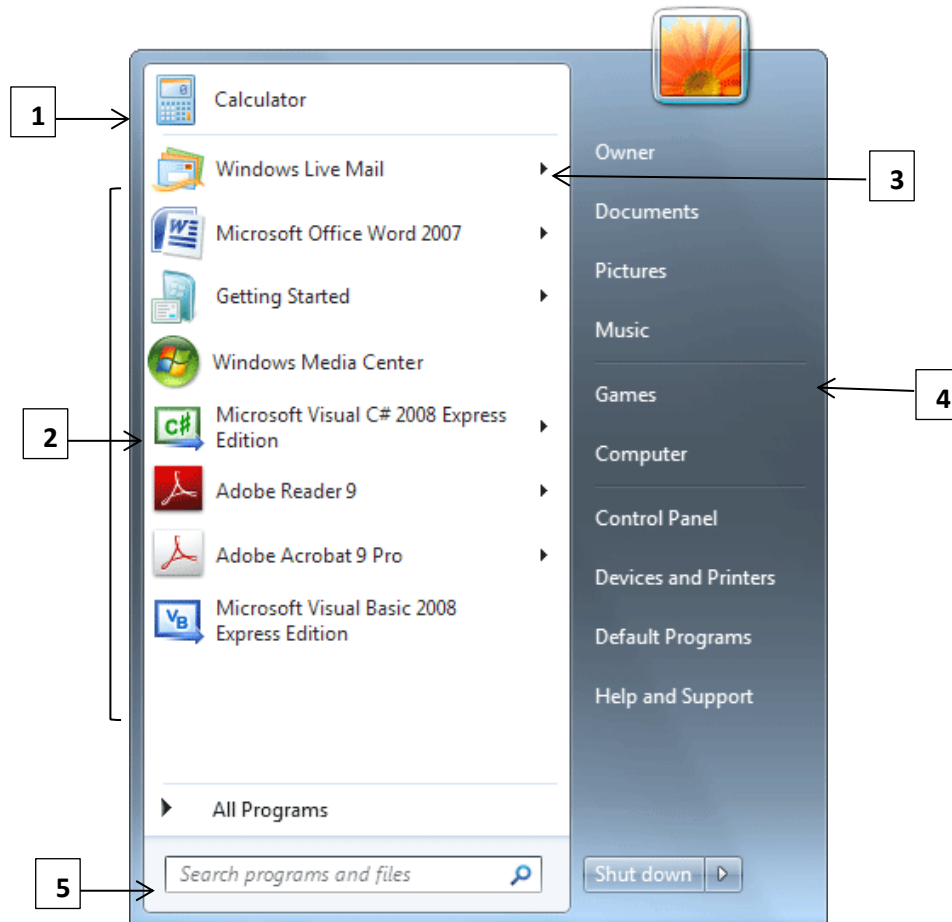 1
Calculator
Windows Live Mail
Microsoft Office Word 2007
Getting Started
Windows Media Center
2
C#
Microsoft Visual C# 2008 Express
Edition
Adobe Reader 9
Adobe Acrobat 9 Pro
VB
Microsoft Visual Basic 2008
Express Edition
All Programs
5
Search programs and files
Owner
3
Documents
Pictures
Music
Games
4
Computer
Control Panel
Devices and Printers
Default Programs
Help and Support
Shut down